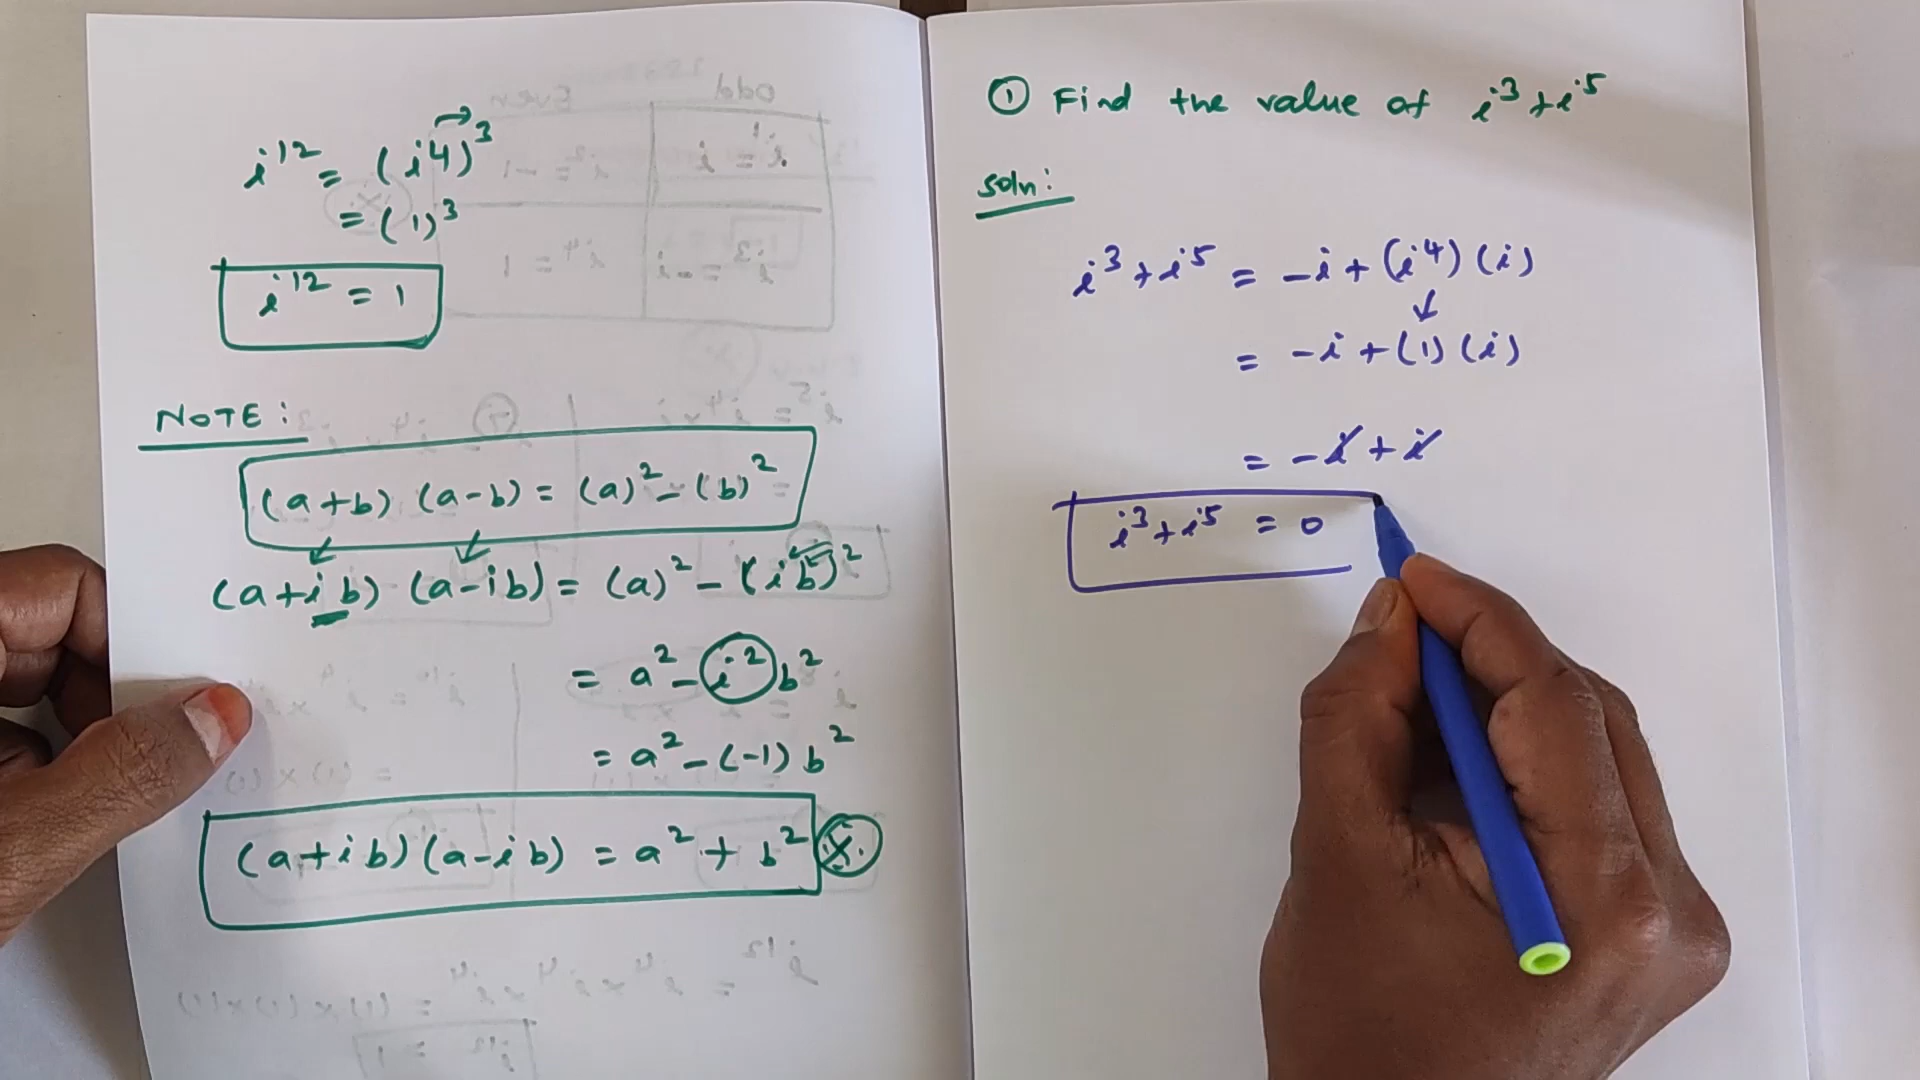 i¹² = (i⁴)³
= (1)³
i¹² = 1
NOTE:
(a+b) (a-b) = (a)² - (b)²
(a+ib) (a-ib) = (a)² - (ib)²
= a² - i² b²
= a² - (-1) b²
(a+ib)(a-ib) = a² + b²
① Find the value of i³+i⁵
Soln:
i³+i⁵ = -i + (i⁴) (i)
= -i + (1) (i)
= -i + i
i³+i⁵ = 0